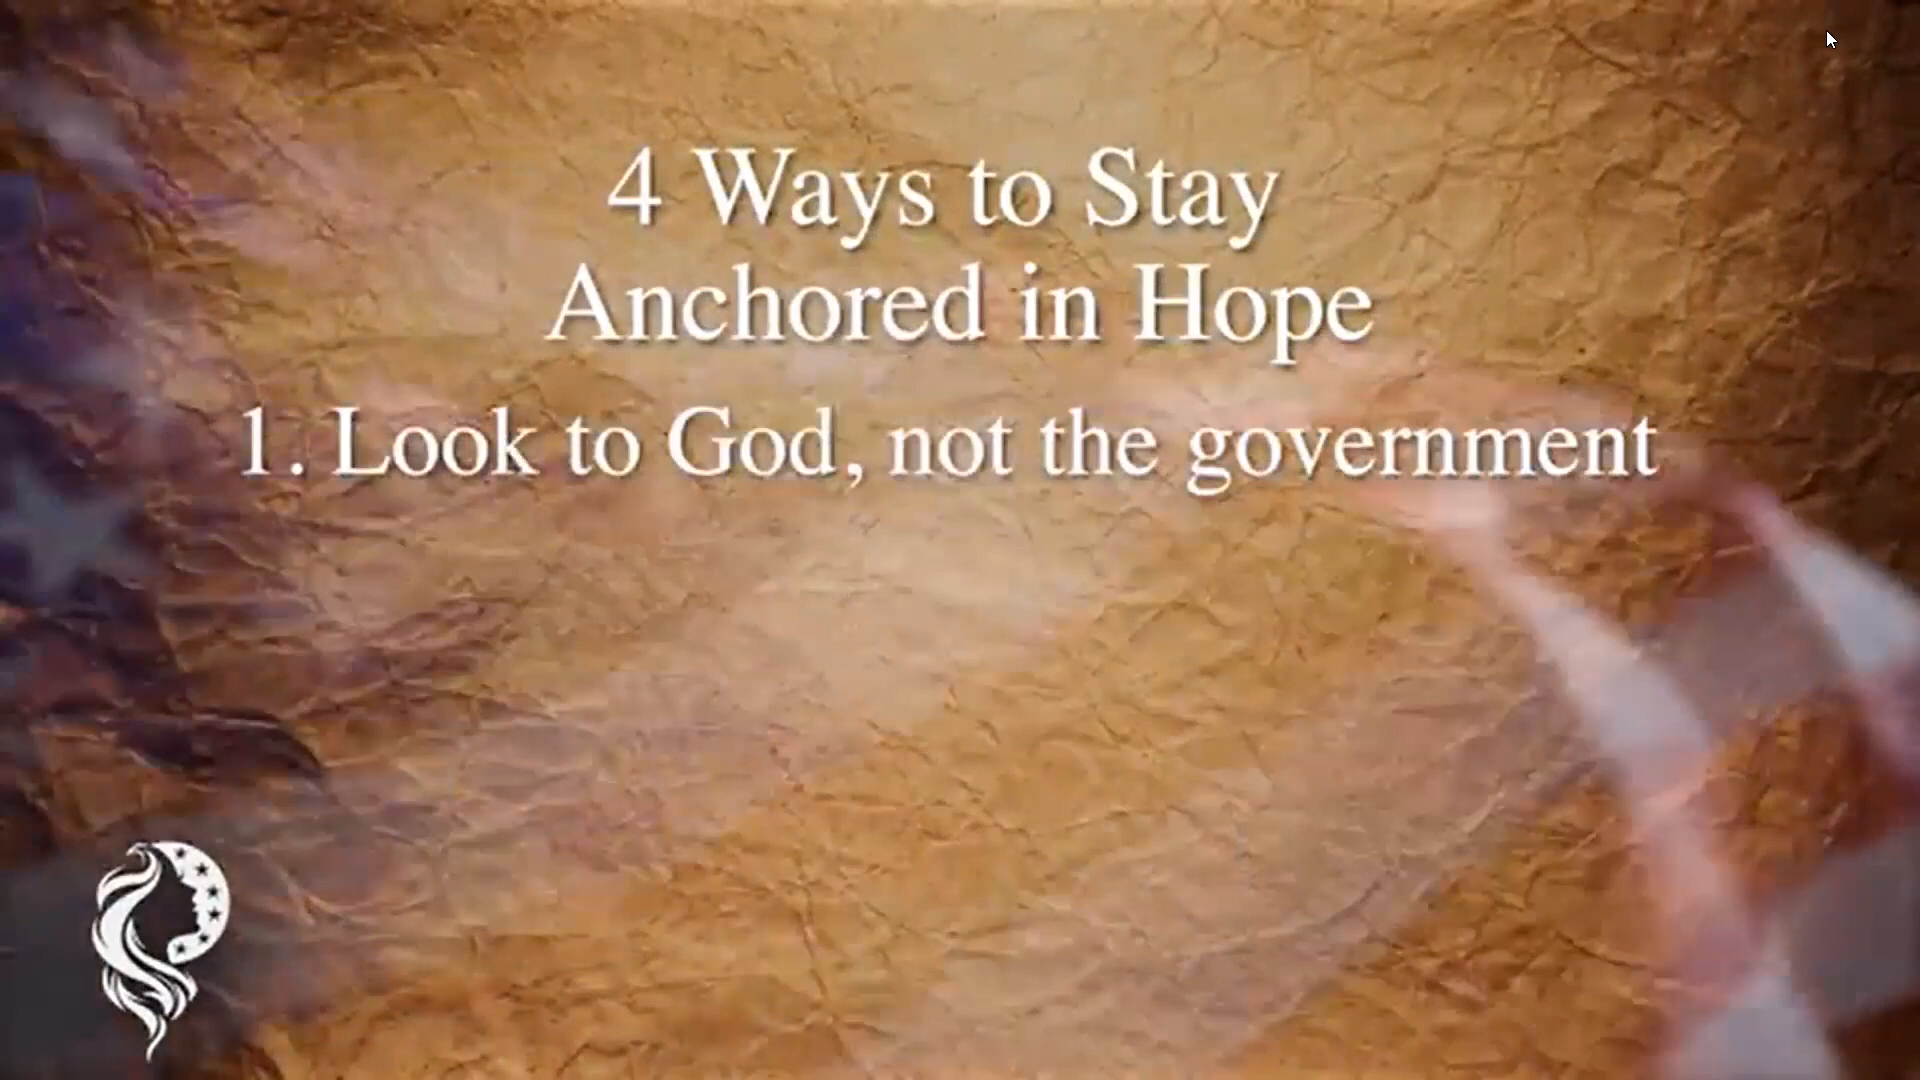 4 Ways to Stay
Anchored in Hope
1. Look to God, not the government